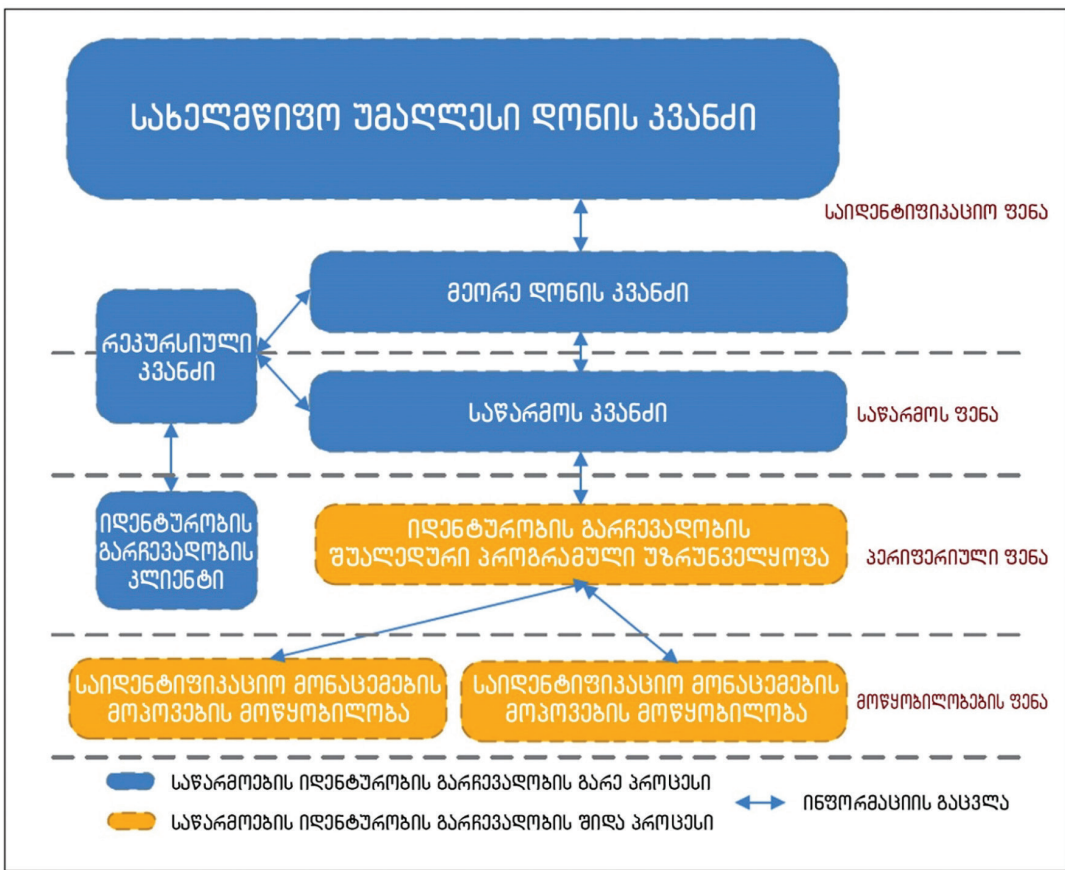 სახელმწიფო უმაღლესი დონის კვანძი
საიდენტიფიკაციო ფენა
მეორე დონის კვანძი
რეკურსიული
კვანძი
საწარმოს კვანძი
საწარმოს ფენა
იდენტურობის
გარჩევადობის
კლიენტი
იდენტურობის გარჩევადობის
შუალედური პროგრამული უზრუნველყოფა
პერიფერიული ფენა
საიდენტიფიკაციო მონაცემების
მოპოვების მოწყობილობა
საიდენტიფიკაციო მონაცემების
მოპოვების მოწყობილობა
მოწყობილობების ფენა
საწარმოების იდენტურობის გარჩევადობის გარე პროცესი
ინფორმაციის გაცვლა
საწარმოების იდენტურობის გარჩევადობის შიდა პროცესი